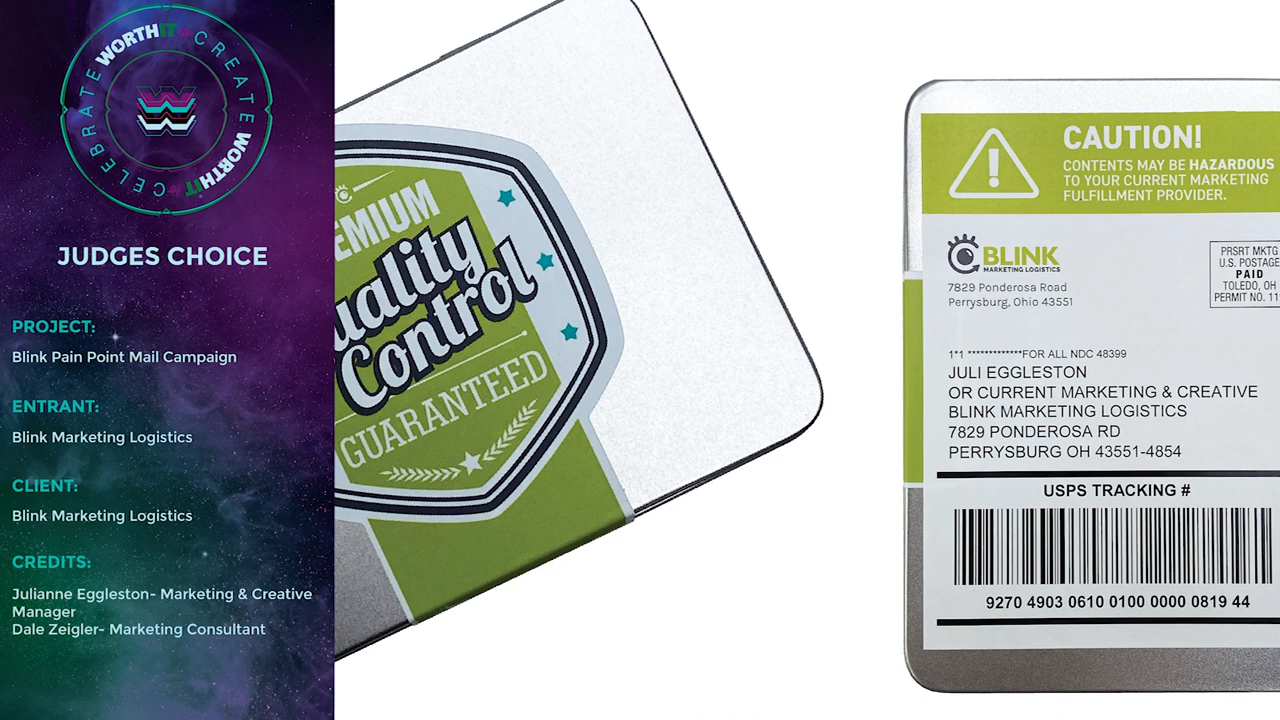 CELEBRATE WORTHIT to CREATE WORTHIT to
JUDGES CHOICE
PROJECT:
Blink Pain Point Mail Campaign
ENTRANT:
Blink Marketing Logistics
CLIENT:
Blink Marketing Logistics
CREDITS:
Julianne Eggleston- Marketing & Creative
Manager
Dale Zeigler- Marketing Consultant
EMIUM
uality
Control
GUARANTEED
CAUTION!
CONTENTS MAY BE HAZARDOUS
TO YOUR CURRENT MARKETING
FULFILLMENT PROVIDER.
BLINK
MARKETING LOGISTICS
7829 Ponderosa Road
Perrysburg, Ohio 43551
PRSRT MKTG
U.S. POSTAGE
PAID
TOLEDO, OH
PERMIT NO. 11
1*1 *************FOR ALL NDC 48399
JULI EGGLESTON
OR CURRENT MARKETING & CREATIVE
BLINK MARKETING LOGISTICS
7829 PONDEROSA RD
PERRYSBURG OH 43551-4854
USPS TRACKING #
9270 4903 0610 0100 0000 0819 44